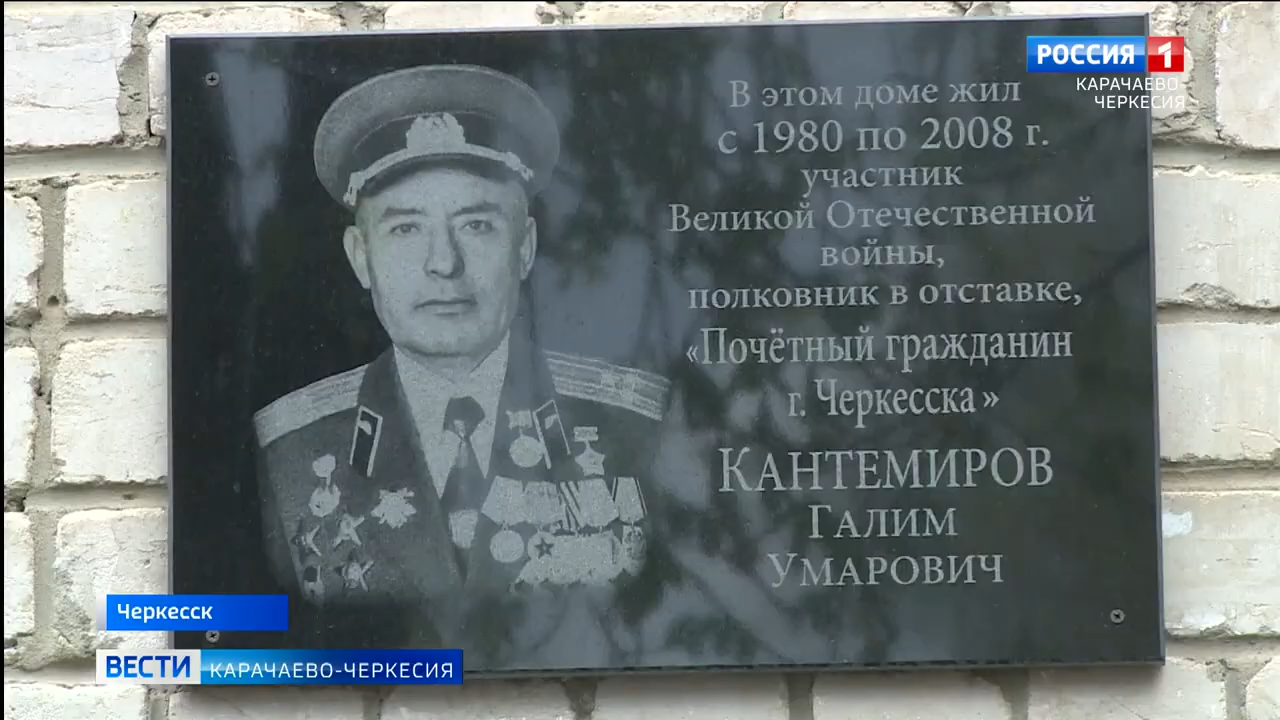 РОССИЯ 1
КАРАЧАЕВО-
ЧЕРКЕСИЯ
В этом доме жил
с 1980 по 2008 г.
участник
Великой Отечественной
войны,
полковник в отставке,
«Почётный гражданин
г. Черкесска»
КАНТЕМИРОВ
ГАЛИМ
УМАРОВИЧ
Черкесск
ВЕСТИ КАРАЧАЕВО-ЧЕРКЕСИЯ